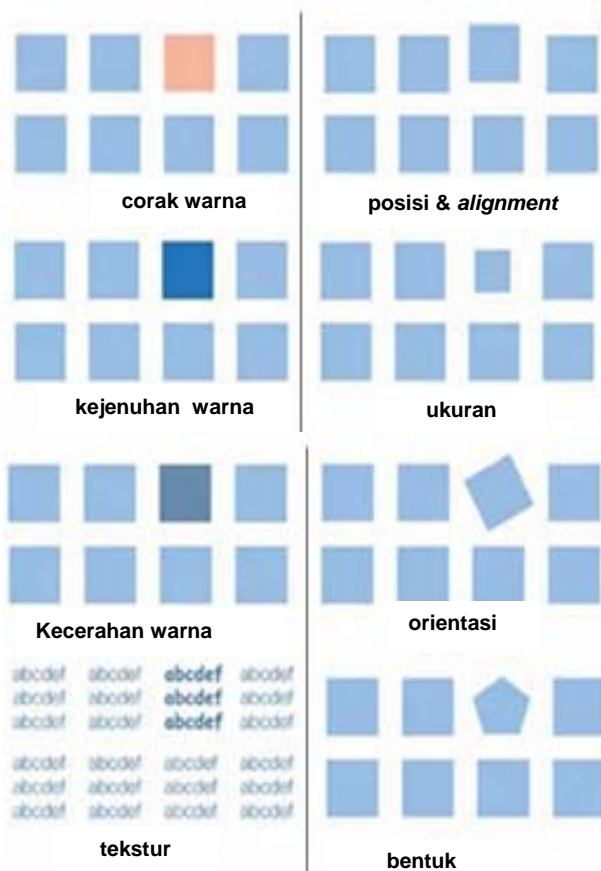 corak warna
posisi & alignment
kejenuhan warna
ukuran
Kecerahan warna
orientasi
abcdef abcdef abcdef abcdef
abcdef abcdef abcdef abcdef
abcdef abcdef abcdef abcdef
abcdef abcdef abcdef abcdef
abcdef abcdef abcdef abcdef
abcdef abcdef abcdef abcdef
tekstur
bentuk